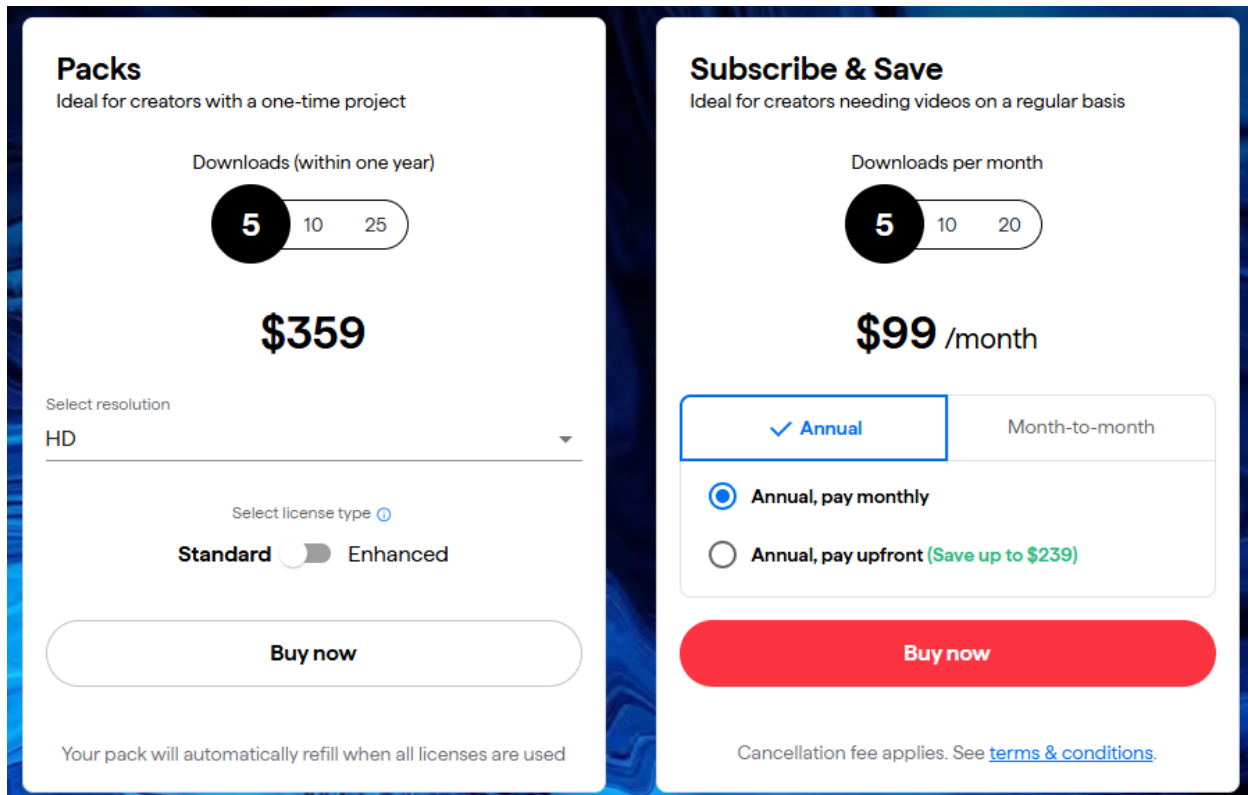 Packs
Ideal for creators with a one-time project
Downloads (within one year)
5 10 25
$359
Select resolution
HD
Select license type
Standard Enhanced
Buy now
Your pack will automatically refill when all licenses are used
Subscribe & Save
Ideal for creators needing videos on a regular basis
Downloads per month
5 10 20
$99 /month
Annual Month-to-month
Annual, pay monthly
Annual, pay upfront (Save up to $239)
Buy now
Cancellation fee applies. See terms & conditions.